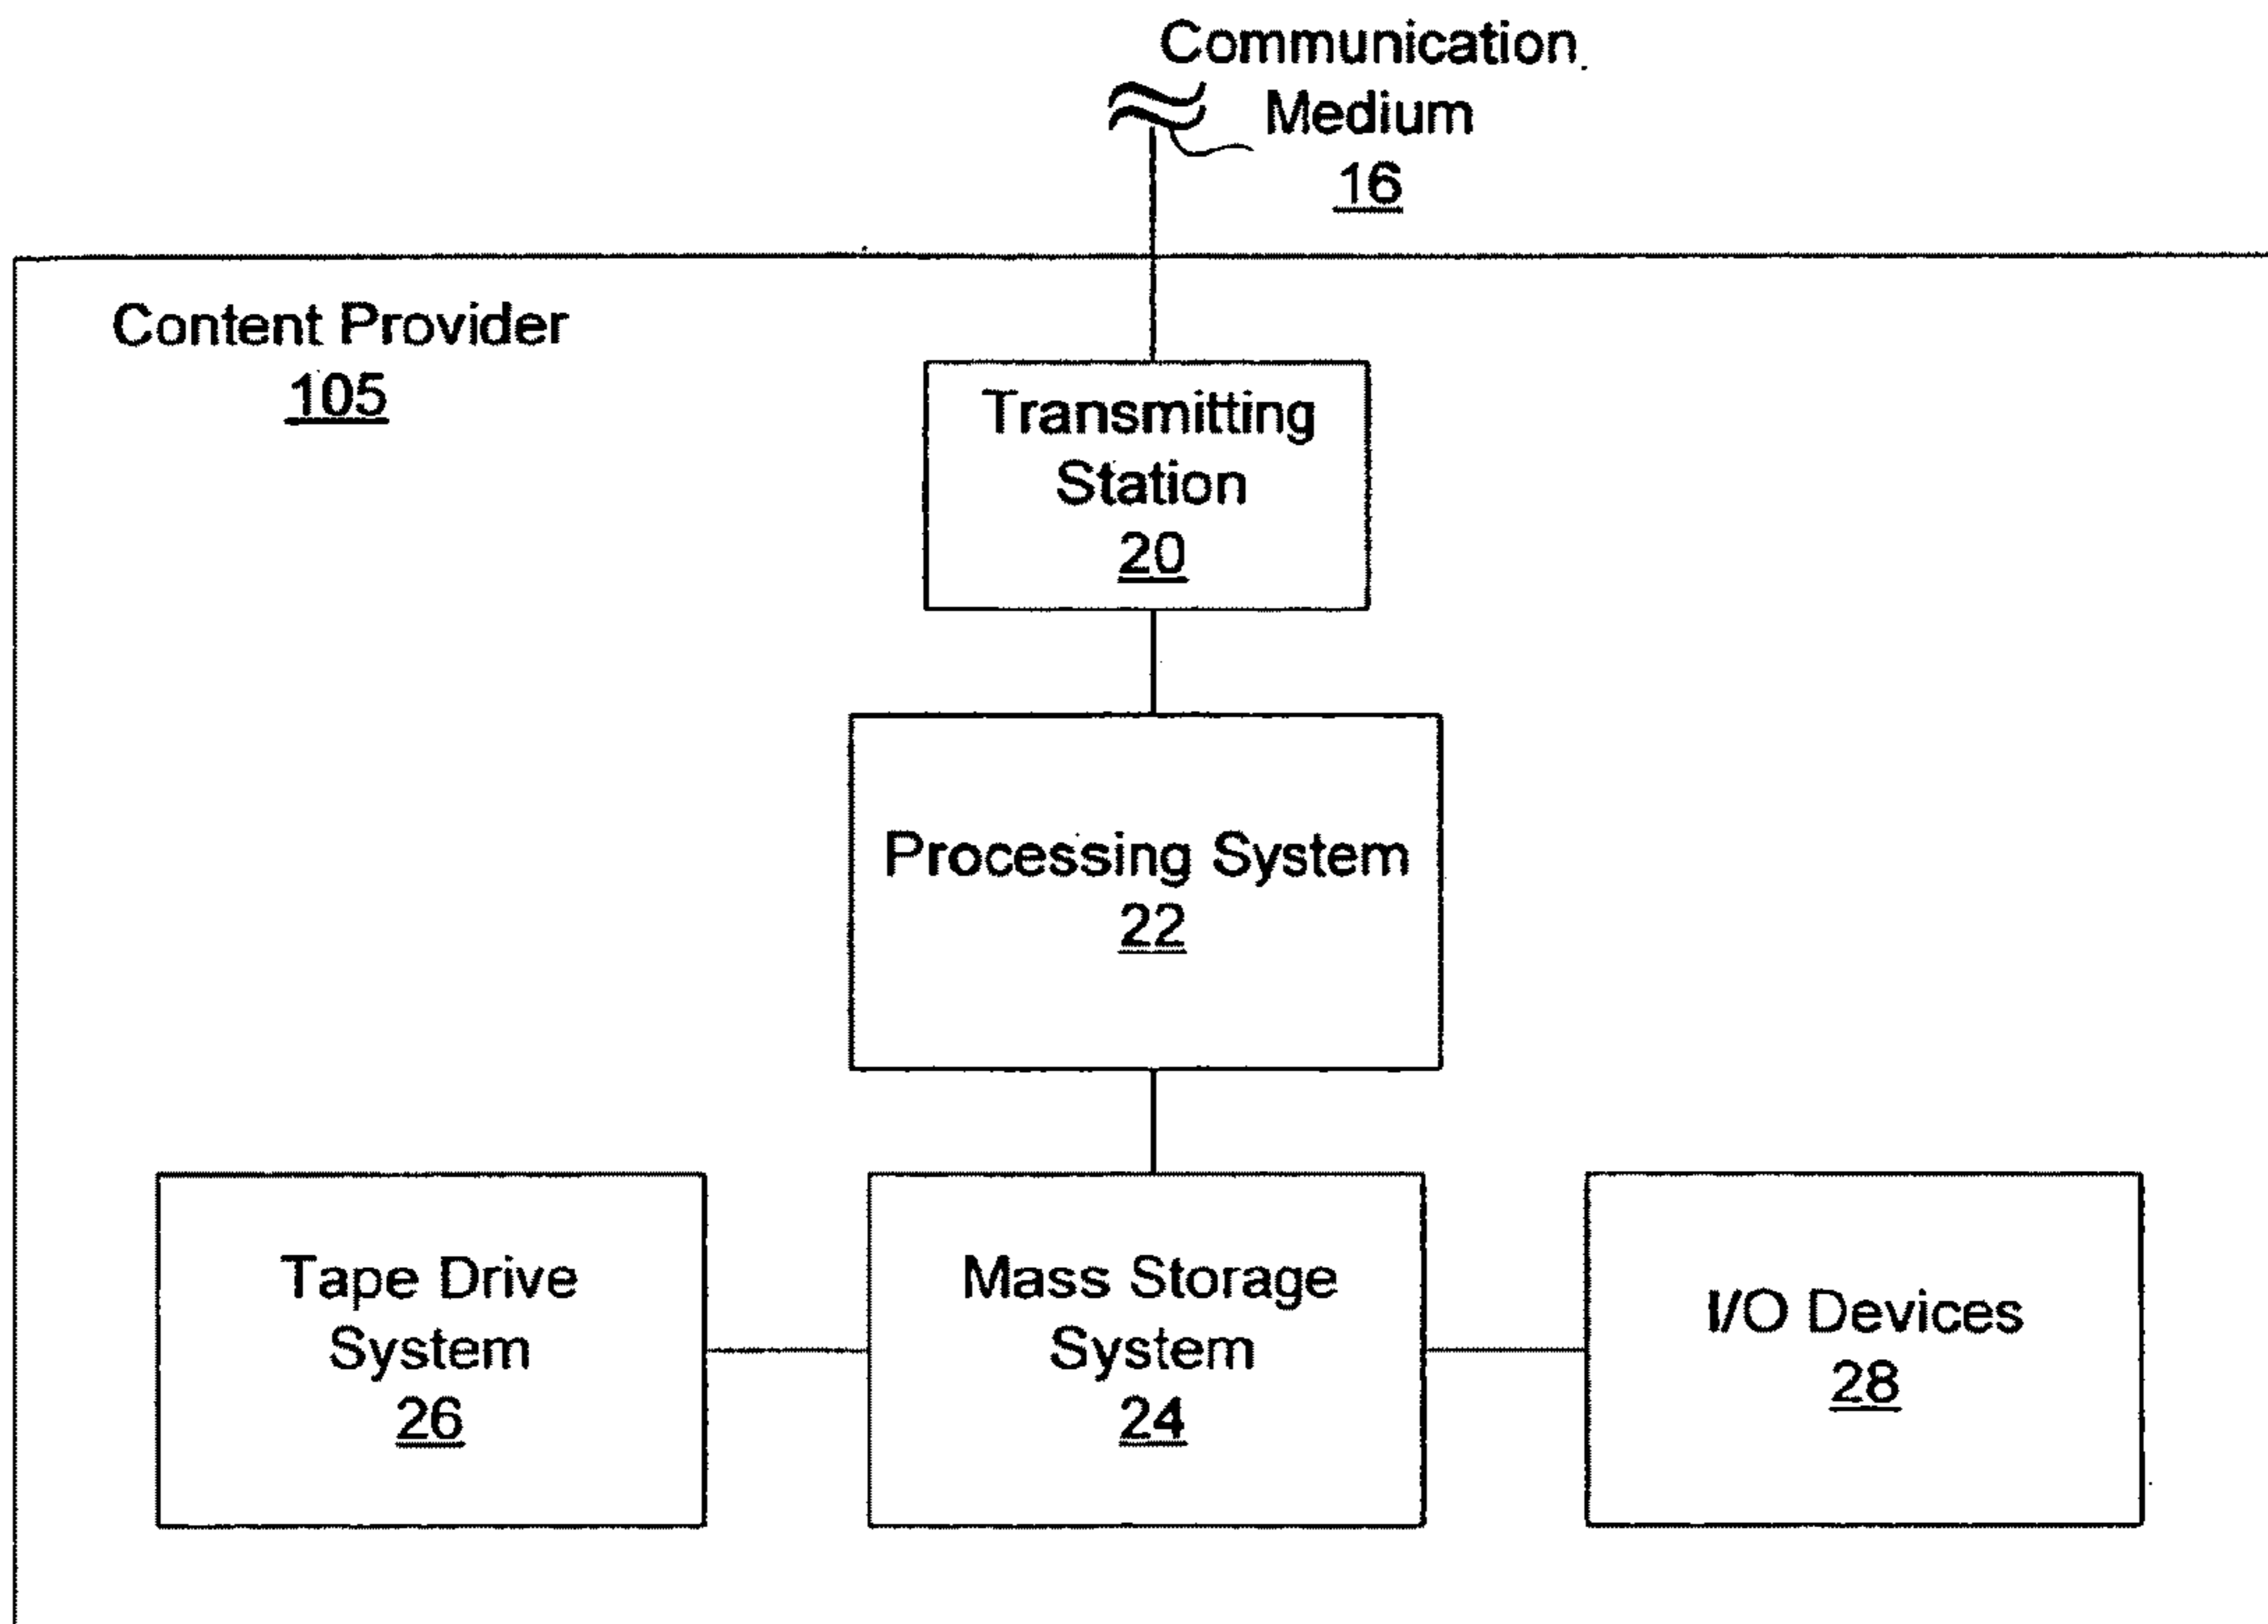 Communication
Medium
16
Content Provider
105
Transmitting
Station
20
Processing System
22
Tape Drive
System
26
Mass Storage
System
24
I/O Devices
28